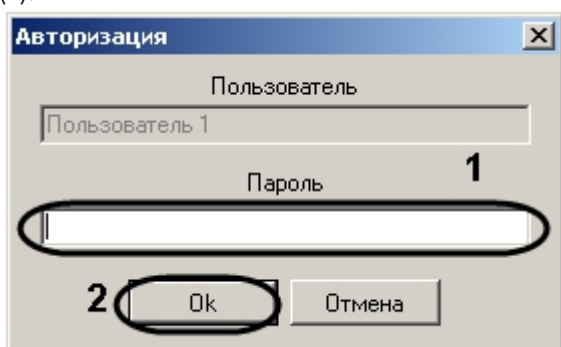 Авторизация
Пользователь
Пользователь 1
1
Пароль
2 Ok Отмена